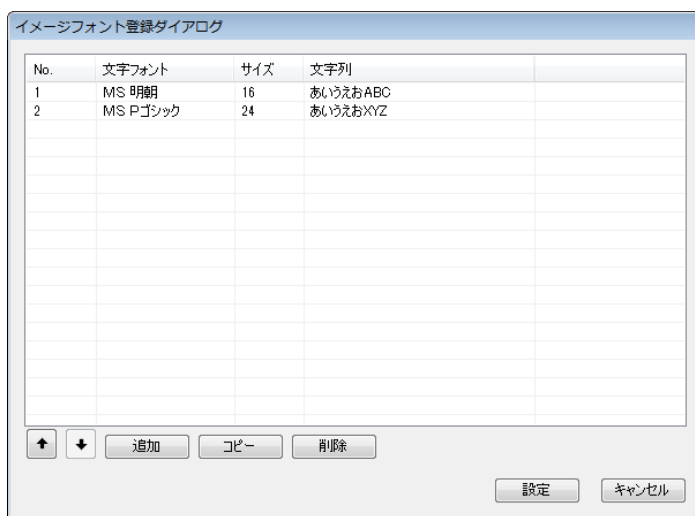 イメージフォント登録ダイアログ
No. 文字フォント サイズ 文字列
1 MS 明朝 16 あいうえおABC
2 MS Pゴシック 24 あいうえおXYZ
追加 コピー 削除
設定 キャンセル